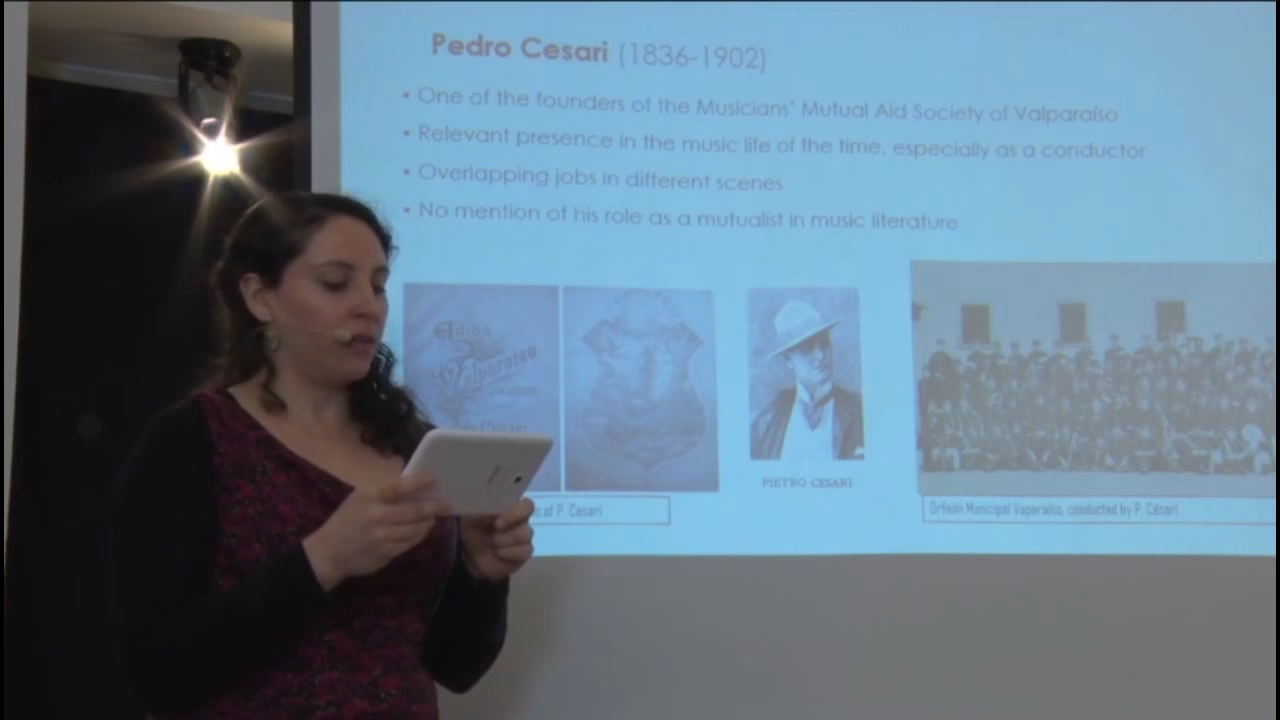 Pedro Cesari (1836-1902)
▪ One of the founders of the Musicians' Mutual Aid Society of Valparaíso
▪ Relevant presence in the music life of the time, especially as a conductor
▪ Overlapping jobs in different scenes
▪ No mention of his role as a mutualist in music literature
Adios
Valparaiso
PIETRO CESARI
of P. Cesari
Orfeón Municipal Vaparaíso, conducted by P. Césari